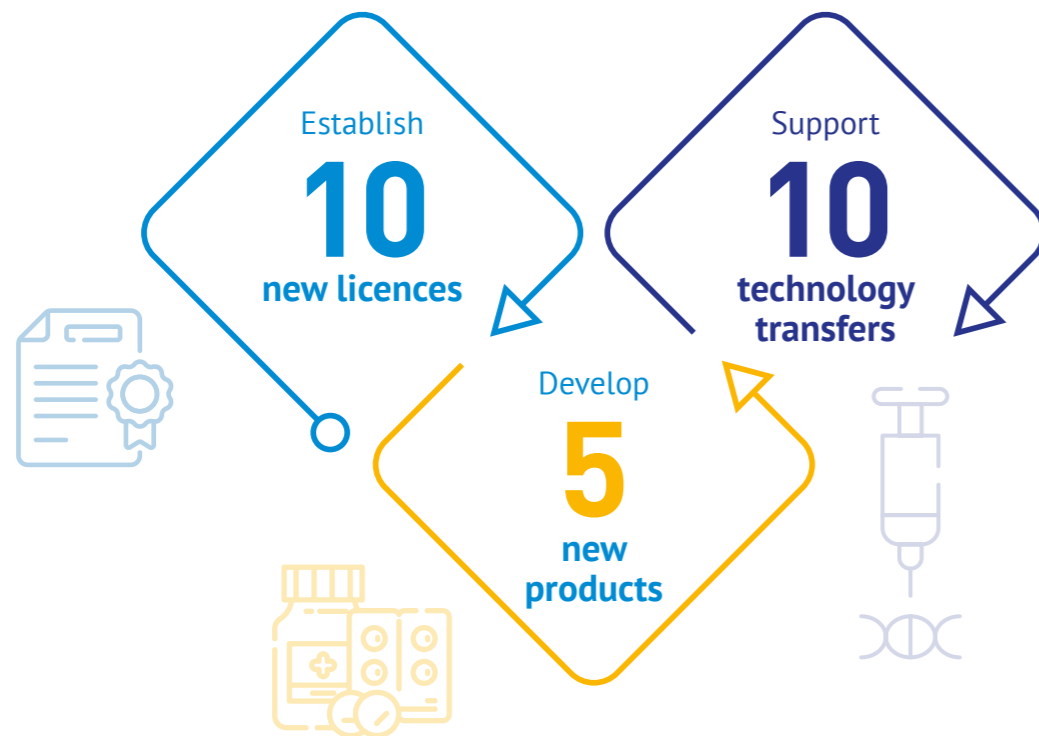 Establish
10
new licences
Support
10
technology
transfers
Develop
5
new
products